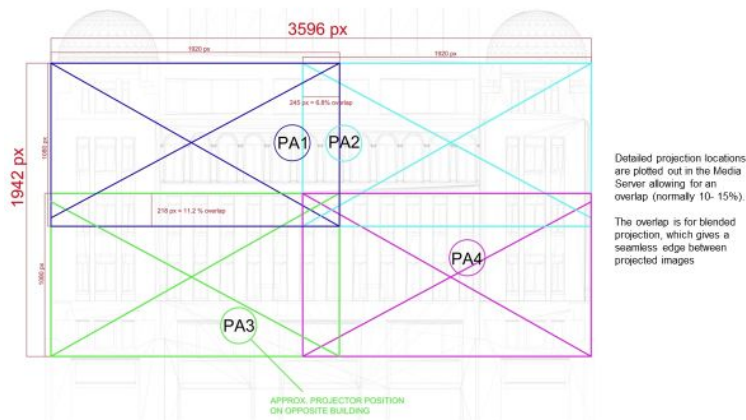 3596 px
1920 px
1920 px
245 px = 6.8% overlap
PA1
PA2
1080 px
1942 px
218 px = 11.2 % overlap
PA4
1080 px
PA3
APPROX. PROJECTOR POSITION
ON OPPOSITE BUILDING
Detailed projection locations
are plotted out in the Media
Server allowing for an
overlap (normally 10- 15%).
The overlap is for blended
projection, which gives a
seamless edge between
projected images